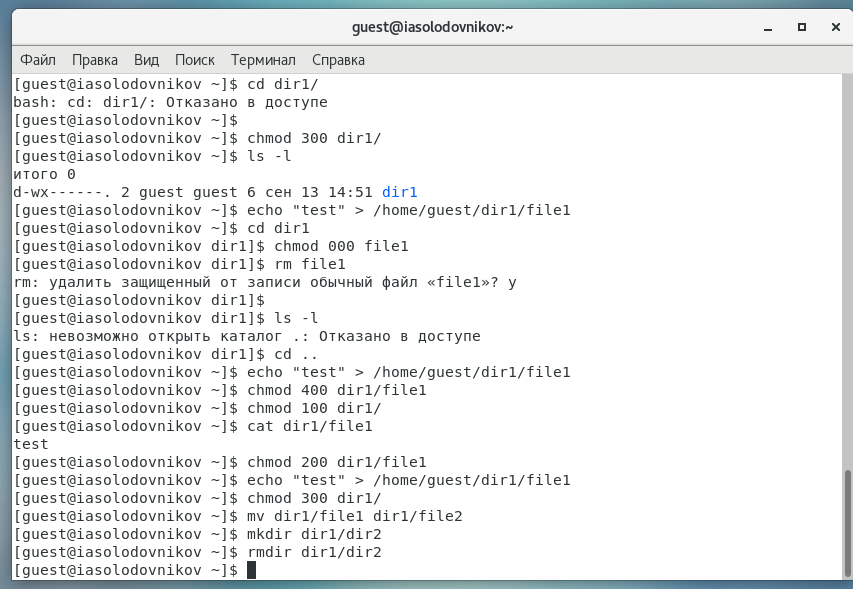 guest@iasolodovnikov:~
Файл Правка Вид Поиск Терминал Справка
[guest@iasolodovnikov ~]$ cd dir1/
bash: cd: dir1/: Отказано в доступе
[guest@iasolodovnikov ~]$
[guest@iasolodovnikov ~]$ chmod 300 dir1/
[guest@iasolodovnikov ~]$ ls -l
итого 0
d-wx------. 2 guest guest 6 сен 13 14:51 dir1
[guest@iasolodovnikov ~]$ echo "test" > /home/guest/dir1/file1
[guest@iasolodovnikov ~]$ cd dir1
[guest@iasolodovnikov dir1]$ chmod 000 file1
[guest@iasolodovnikov dir1]$ rm file1
rm: удалить защищенный от записи обычный файл «file1»? y
[guest@iasolodovnikov dir1]$
[guest@iasolodovnikov dir1]$ ls -l
ls: невозможно открыть каталог .: Отказано в доступе
[guest@iasolodovnikov dir1]$ cd ..
[guest@iasolodovnikov ~]$ echo "test" > /home/guest/dir1/file1
[guest@iasolodovnikov ~]$ chmod 400 dir1/file1
[guest@iasolodovnikov ~]$ chmod 100 dir1/
[guest@iasolodovnikov ~]$ cat dir1/file1
test
[guest@iasolodovnikov ~]$ chmod 200 dir1/file1
[guest@iasolodovnikov ~]$ echo "test" > /home/guest/dir1/file1
[guest@iasolodovnikov ~]$ chmod 300 dir1/
[guest@iasolodovnikov ~]$ mv dir1/file1 dir1/file2
[guest@iasolodovnikov ~]$ mkdir dir1/dir2
[guest@iasolodovnikov ~]$ rmdir dir1/dir2
[guest@iasolodovnikov ~]$